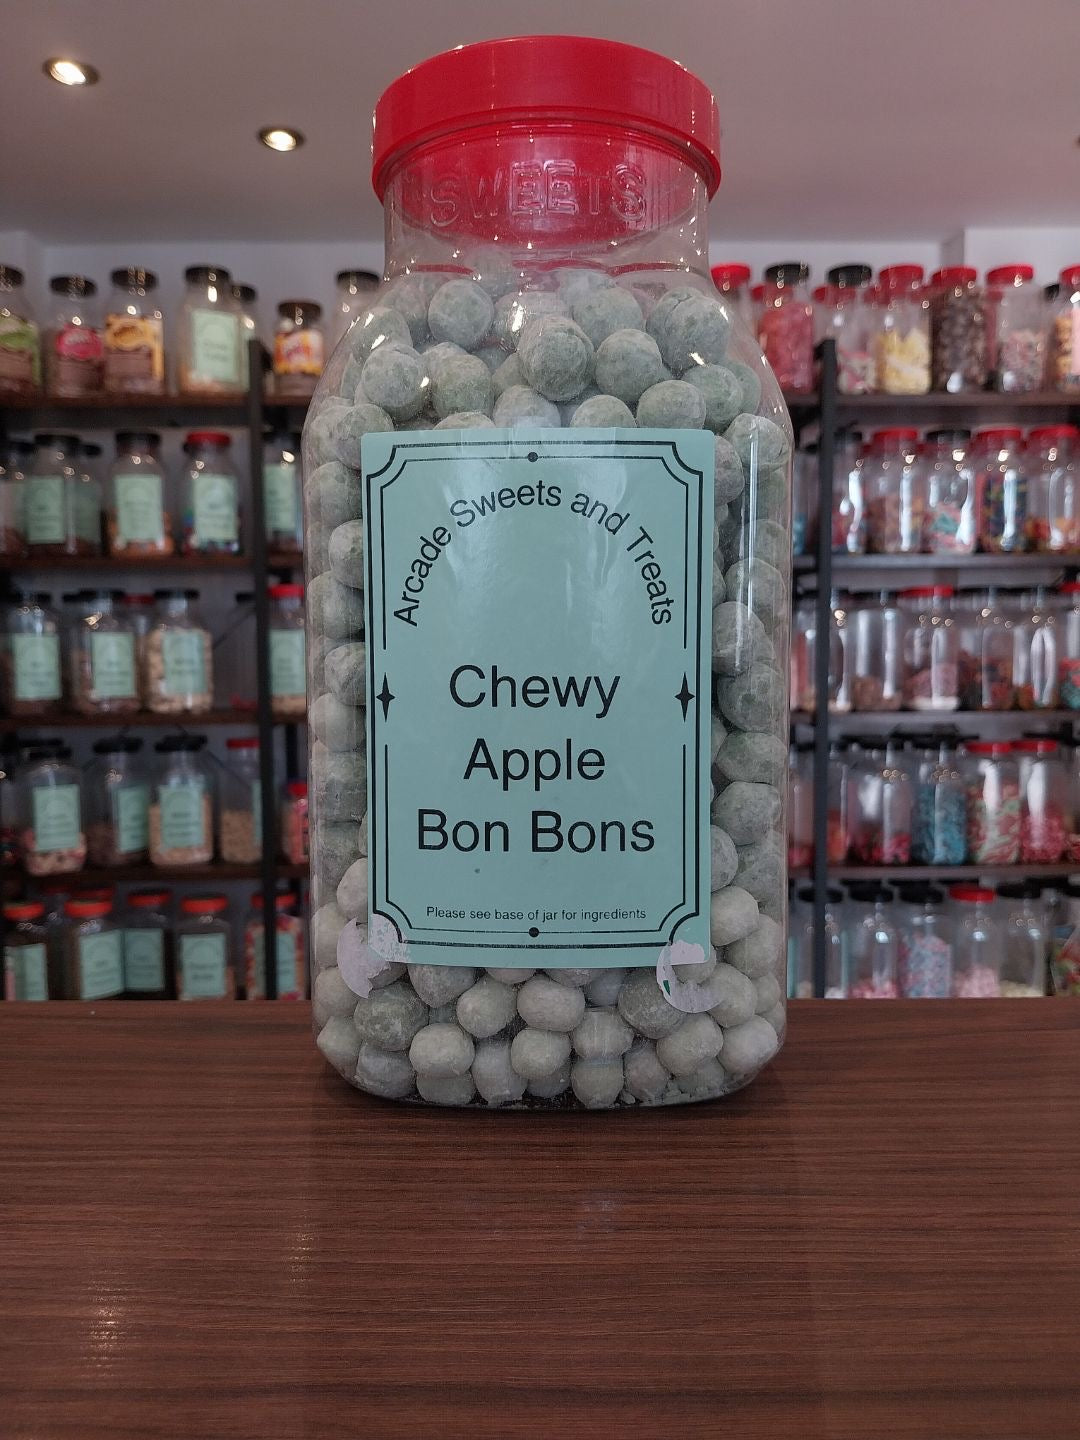 SWEETS
Arcade Sweets and Treats
Chewy
Apple
Bon Bons
Please see base of jar for ingredients